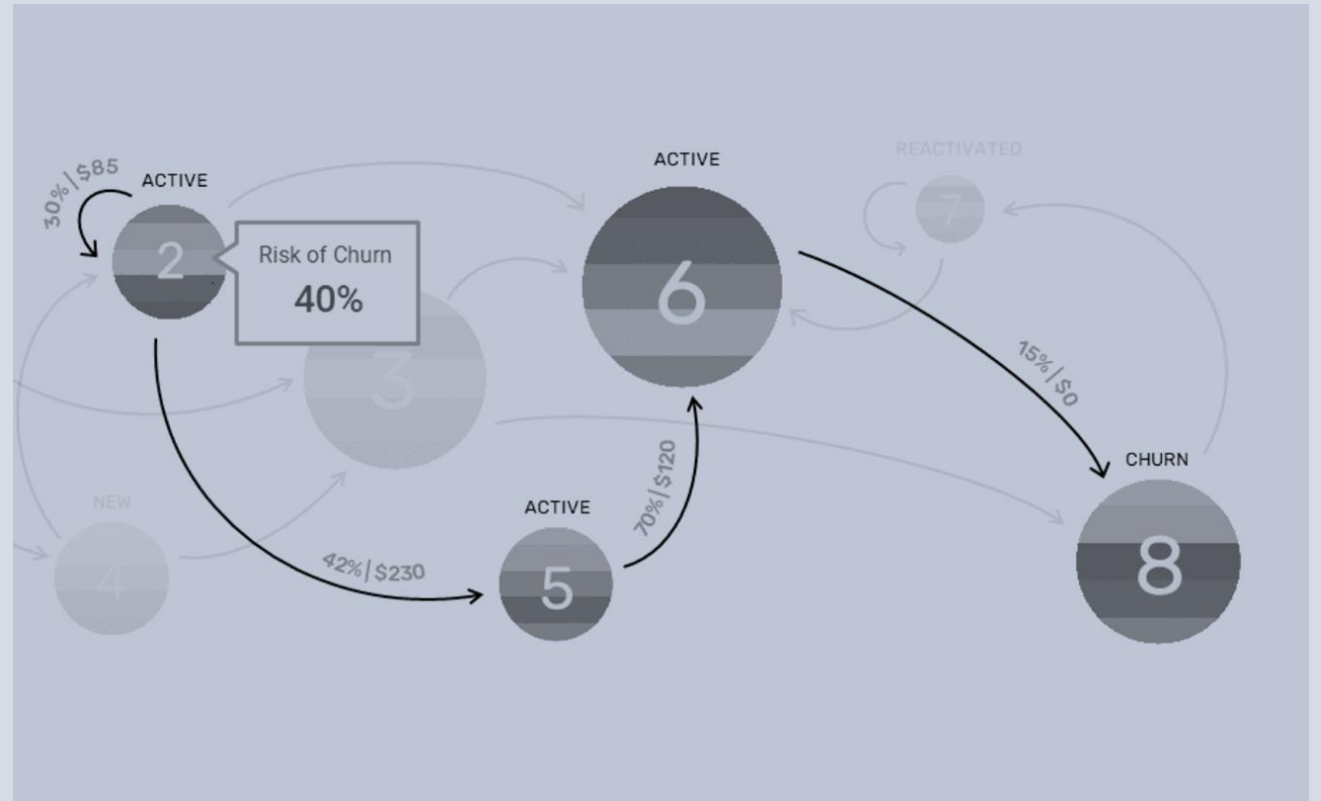 REACTIVATED
ACTIVE
30%|$85
ACTIVE
7
2
Risk of Churn
40%
6
15%|$0
3
CHURN
70%|$120
NEW
ACTIVE
42%|$230
8
4
5